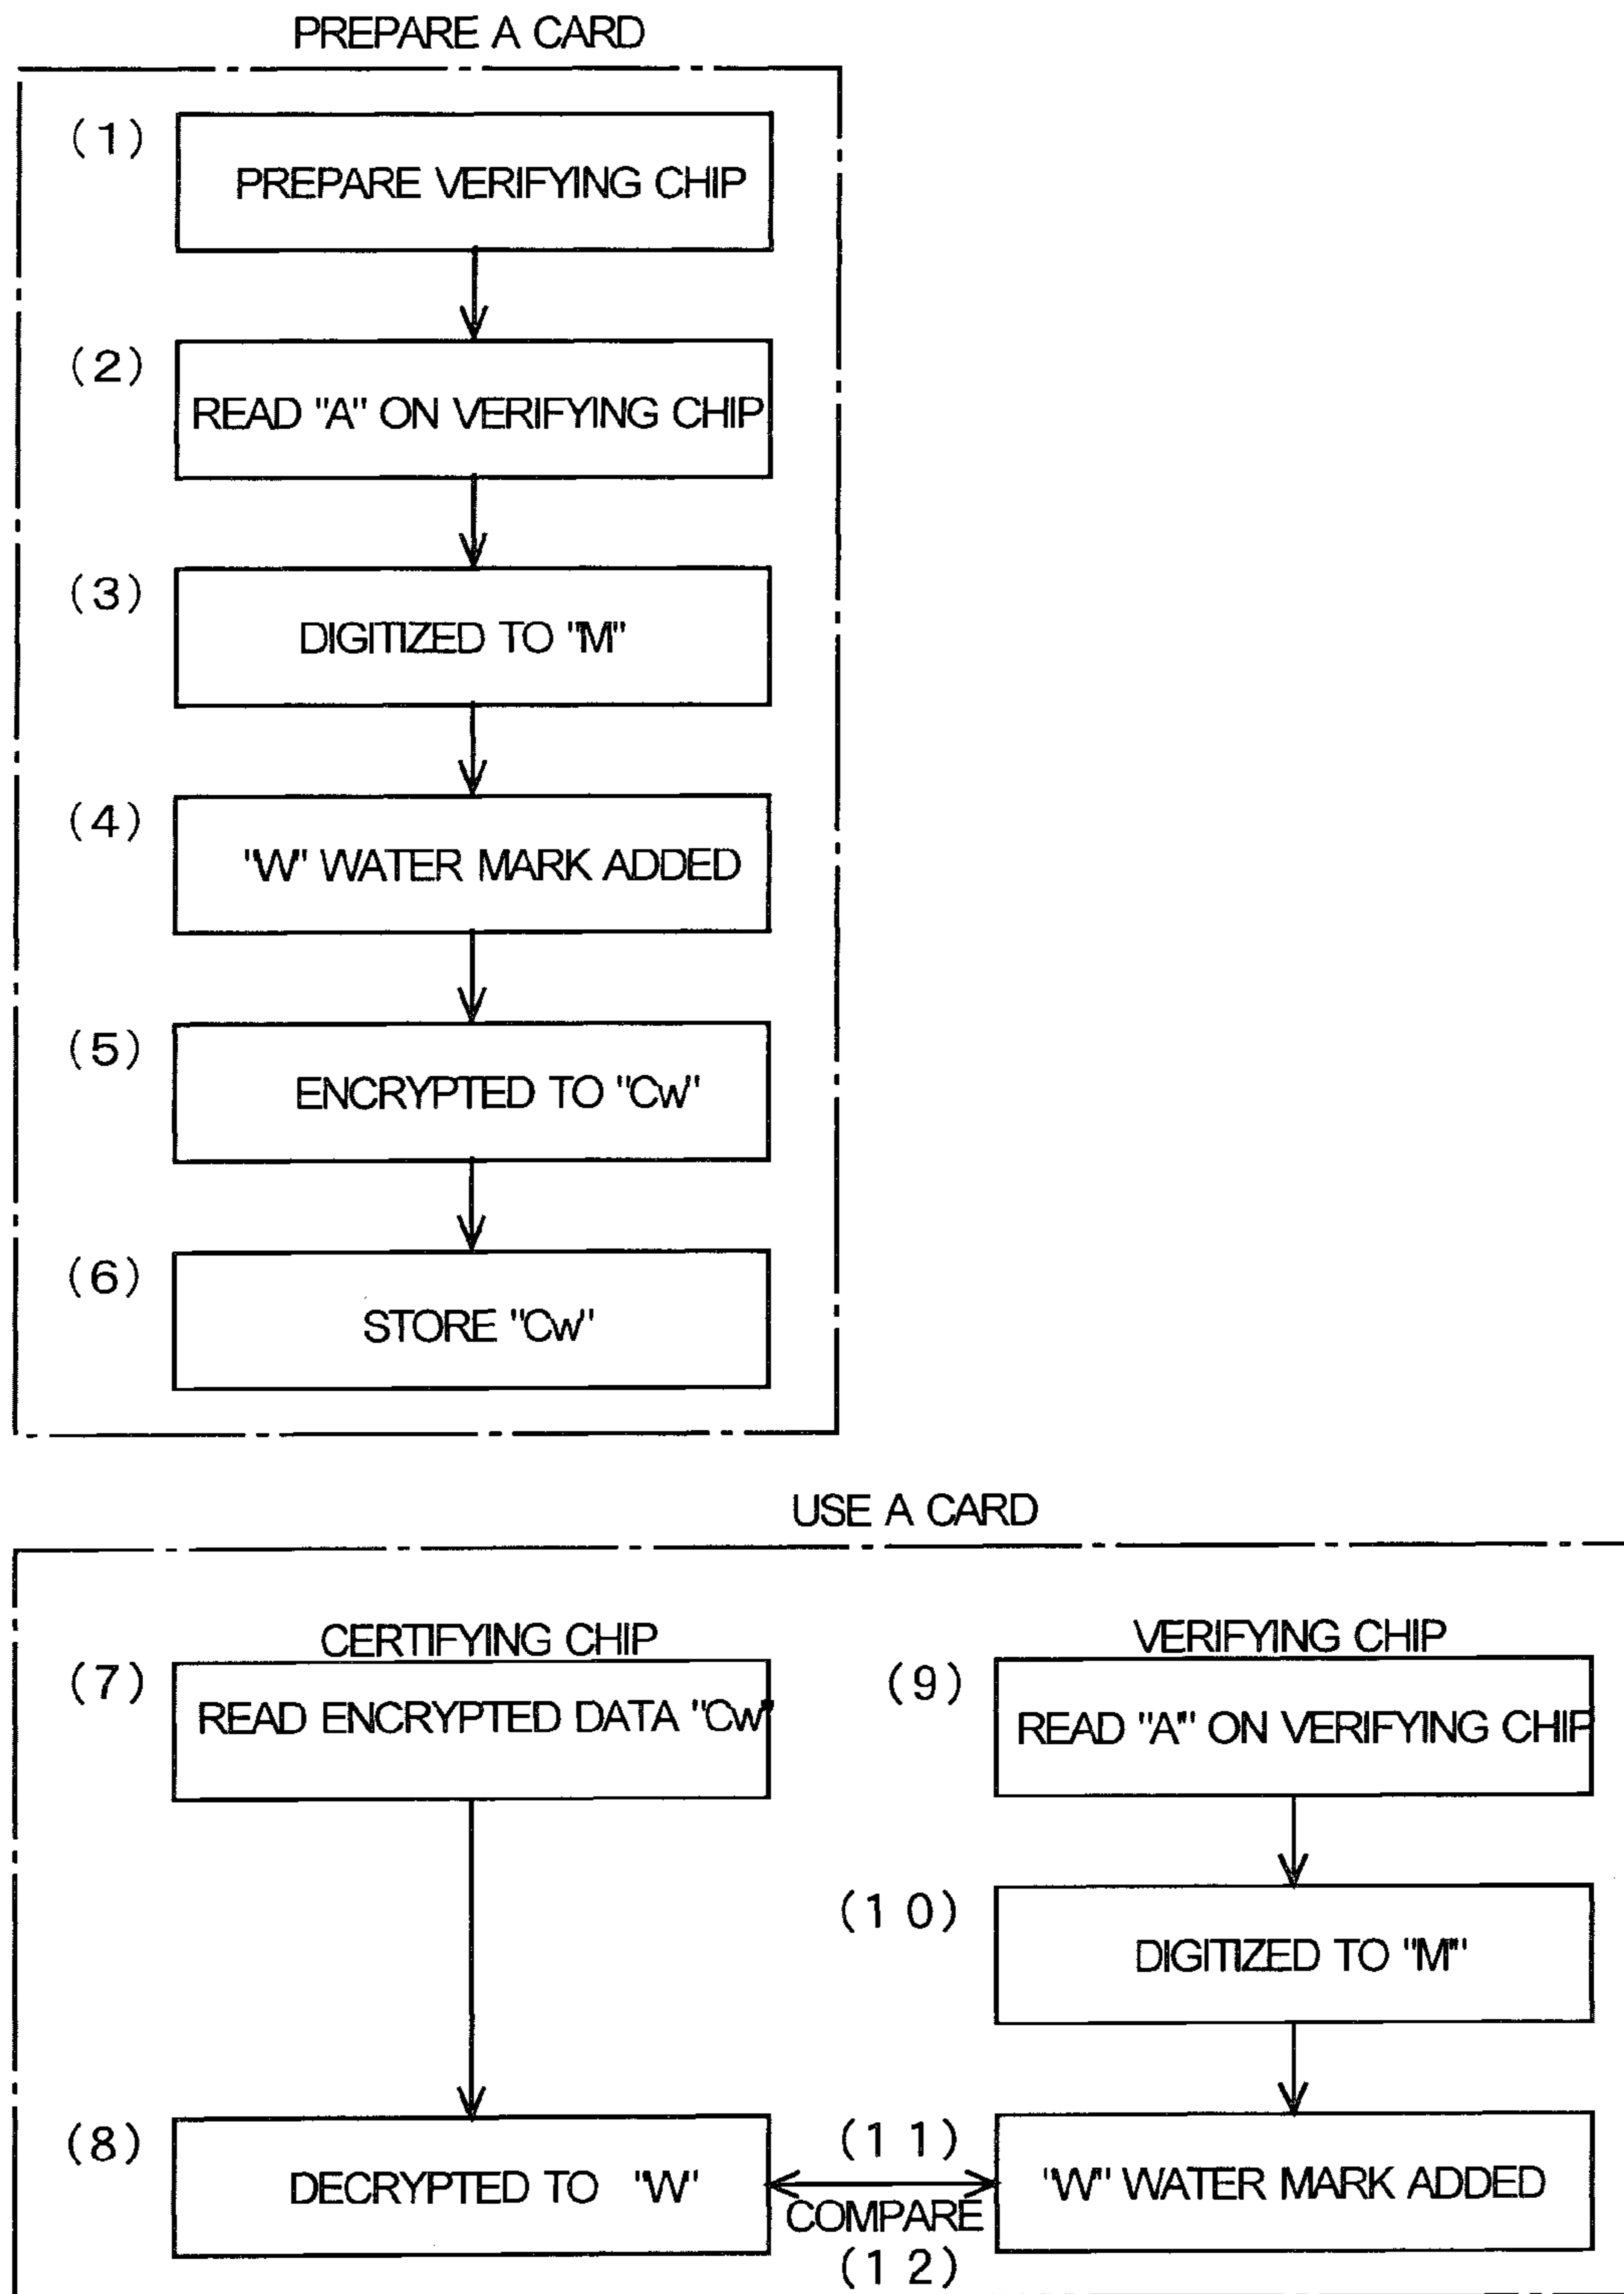 PREPARE A CARD
(1)
PREPARE VERIFYING CHIP
(2)
READ "A" ON VERIFYING CHIP
(3)
DIGITIZED TO "M"
(4)
"W" WATER MARK ADDED
(5)
ENCRYPTED TO "Cw"
(6)
STORE "Cw"
USE A CARD
CERTIFYING CHIP
(7)
READ ENCRYPTED DATA "Cw"
(8)
DECRYPTED TO "W"
VERIFYING CHIP
(9)
READ "A'" ON VERIFYING CHIP
(10)
DIGITIZED TO "M'"
(11)
"W" WATER MARK ADDED
COMPARE
(12)